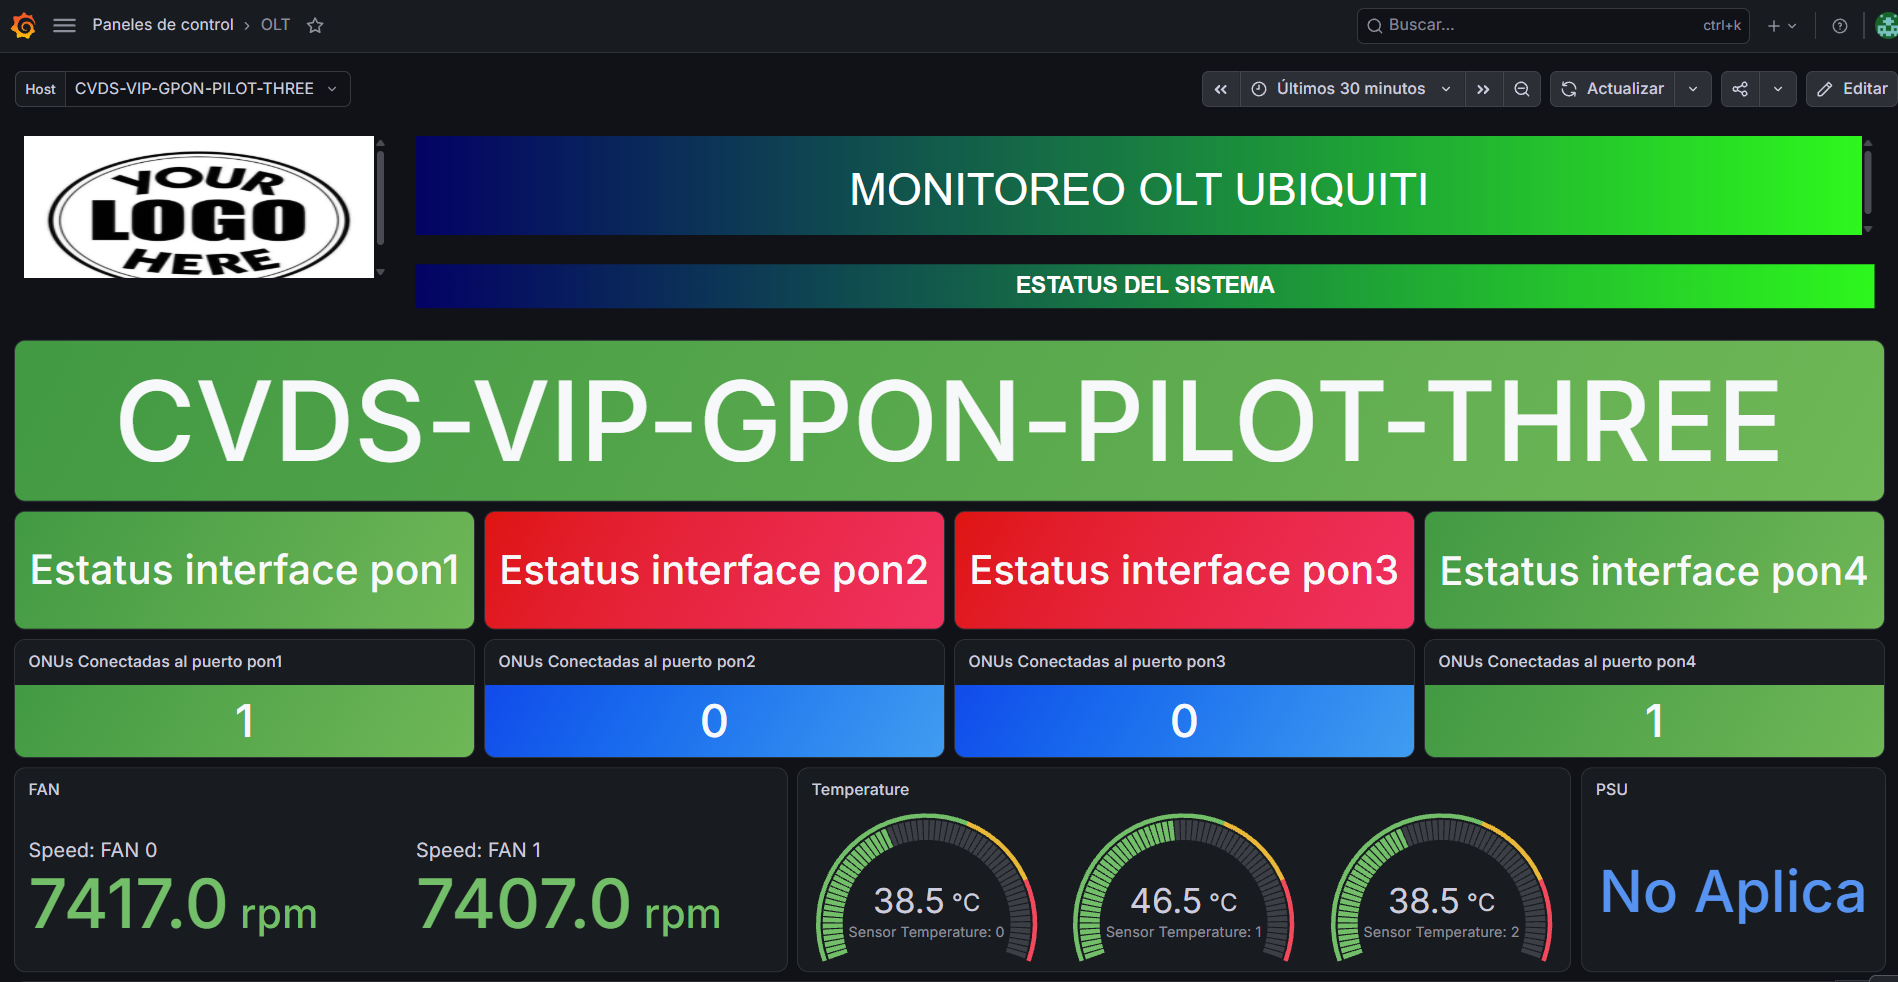 Paneles de control › OLT
Buscar...
ctrl+k
Host
CVDS-VIP-GPON-PILOT-THREE
Últimos 30 minutos
Actualizar
Editar
YOUR
LOGO
HERE
MONITOREO OLT UBIQUITI
ESTATUS DEL SISTEMA
CVDS-VIP-GPON-PILOT-THREE
Estatus interface pon1
Estatus interface pon2
Estatus interface pon3
Estatus interface pon4
ONUs Conectadas al puerto pon1
1
ONUs Conectadas al puerto pon2
0
ONUs Conectadas al puerto pon3
0
ONUs Conectadas al puerto pon4
1
FAN
Speed: FAN 0
7417.0 rpm
Speed: FAN 1
7407.0 rpm
Temperature
38.5 °C
Sensor Temperature: 0
46.5 °C
Sensor Temperature: 1
38.5 °C
Sensor Temperature: 2
PSU
No Aplica